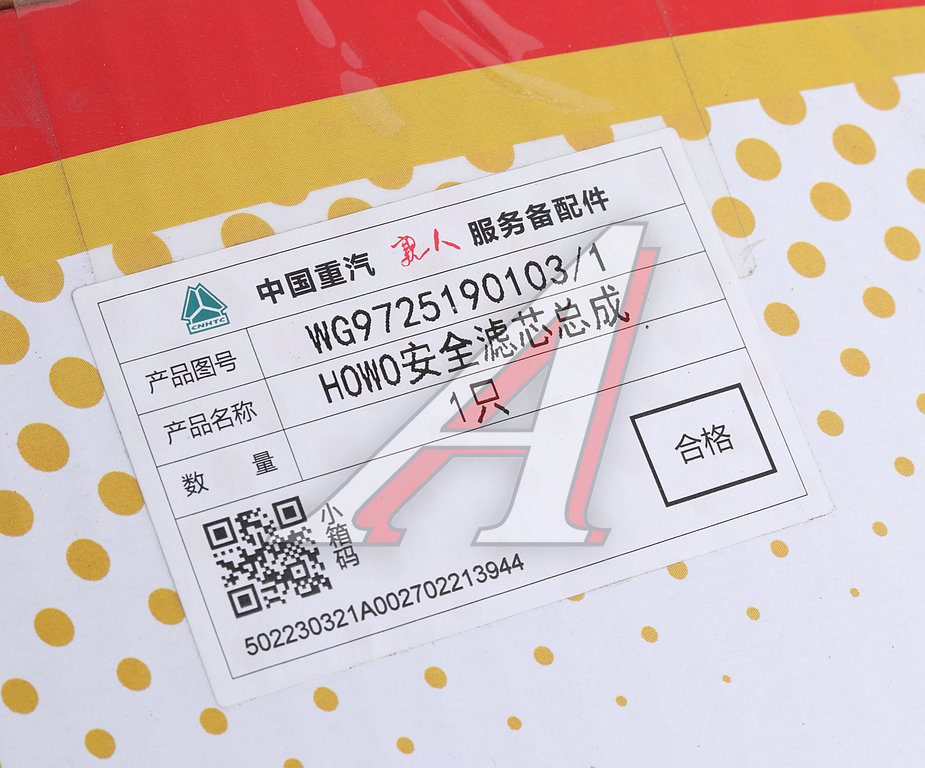 中国重汽 亲人 服务备配件
CNHTC
产品图号 WG9725190103/1
产品名称 HOWO安全滤芯总成
数量 1只
合格
小箱码
502230321A002702213944
A